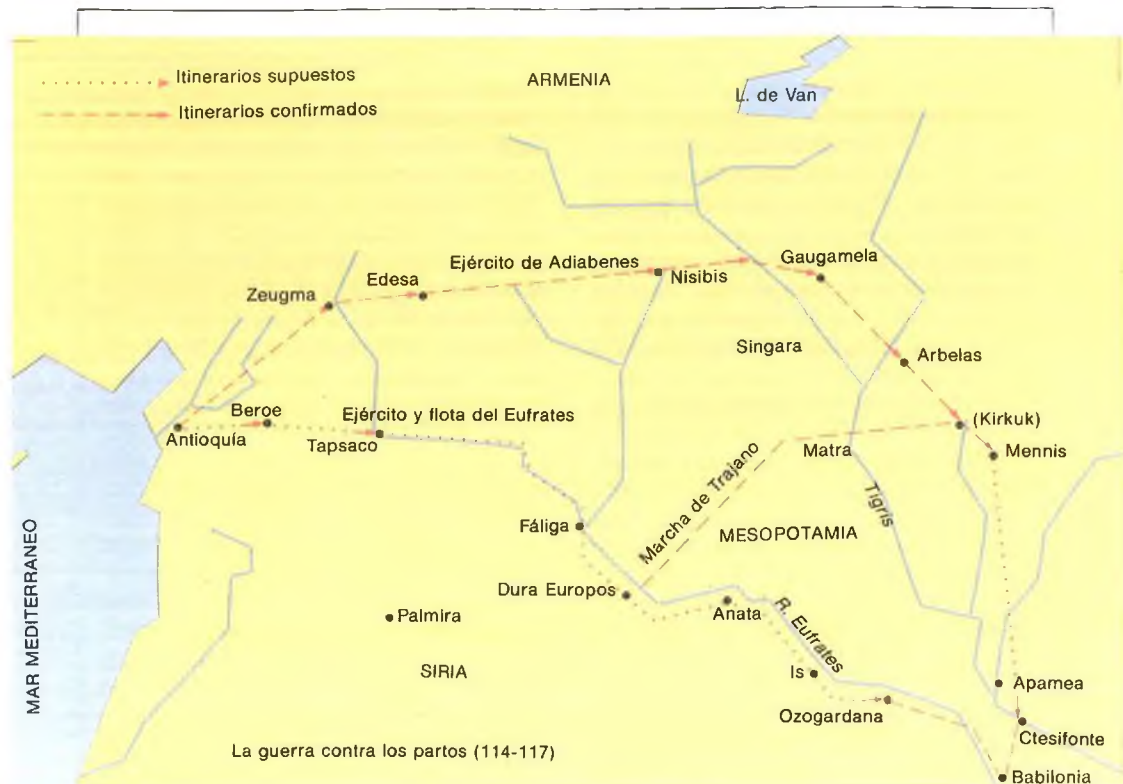 Itinerarios supuestos
Itinerarios confirmados
ARMENIA
L. de Van
Gaugamela
Ejército de Adiabenes
Nisibis
Edesa
Zeugma
Singara
Arbelas
Beroe
Ejército y flota del Eufrates
Antioquía
Tapsaco
(Kirkuk)
Matra
Mennis
Marcha de Trajano
Tigris
MESOPOTAMIA
Fáliga
Dura Europos
Anata
R. Eufrates
Palmira
MAR MEDITERRANEO
SIRIA
Is
Apamea
Ozogardana
Ctesifonte
La guerra contra los partos (114-117)
Babilonia